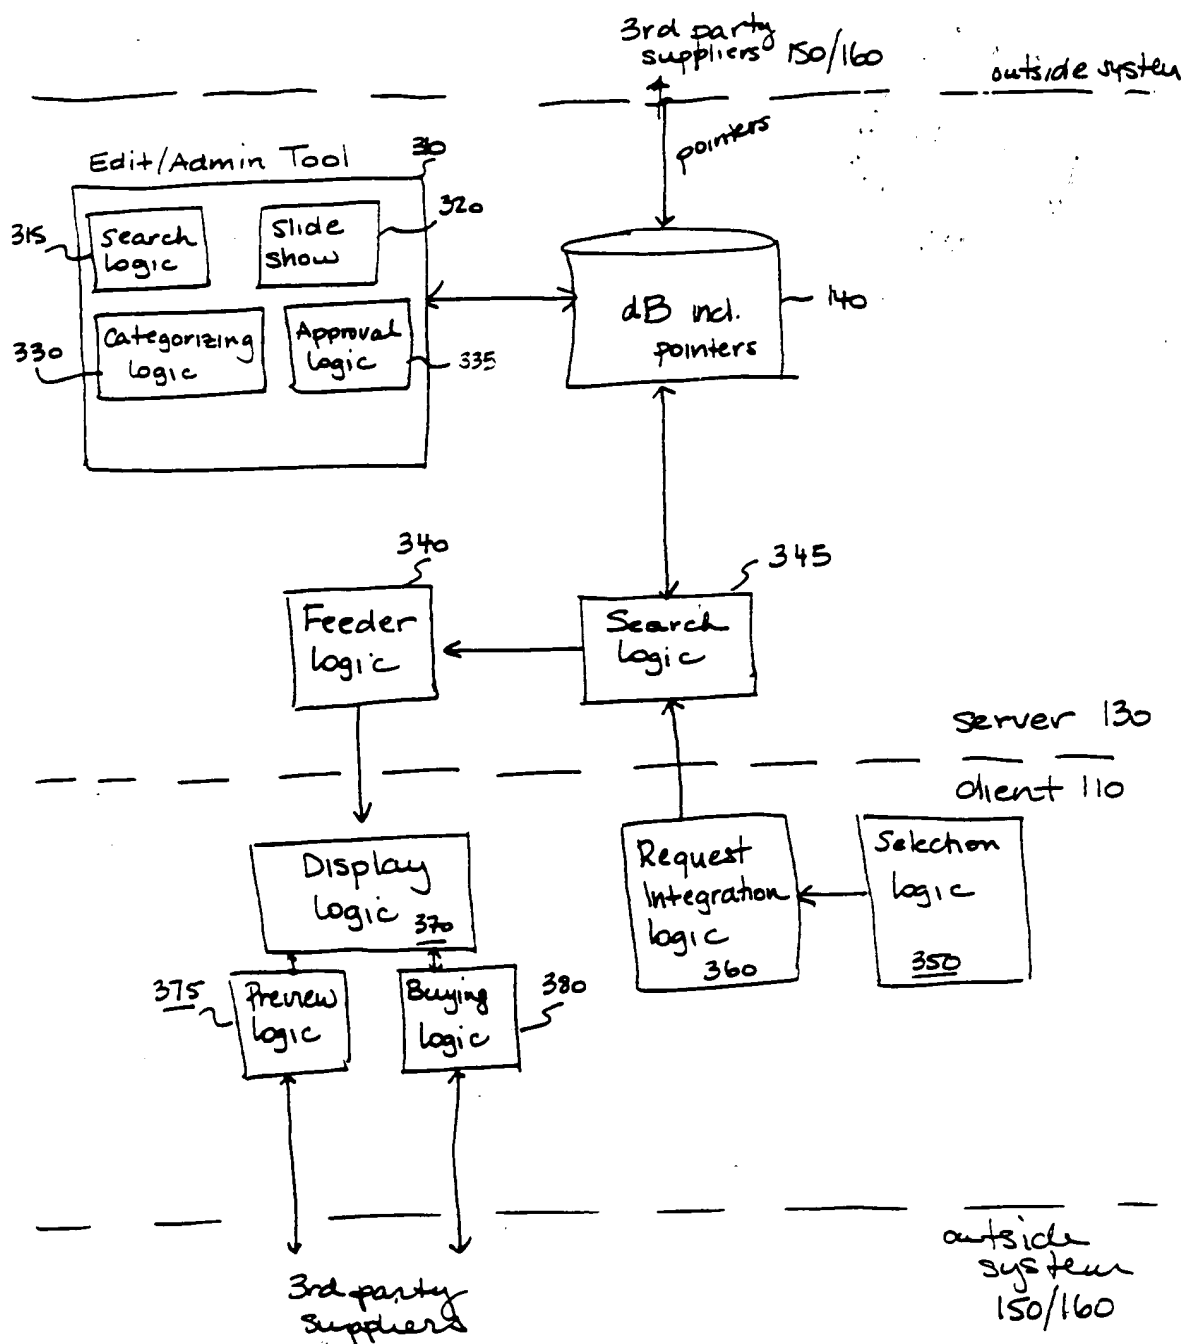 3rd party
suppliers 150/160
outside system
pointers
Edit/Admin Tool
310
315
Search
logic
Slide
show
320
330
Categorizing
logic
Approval
logic
335
dB incl.
pointers
140
340
Feeder
logic
345
Search
logic
server 130
client 110
Display
logic
370
Request
Integration
logic
360
Selection
logic
350
375
Preview
logic
Buying
logic
380
3rd party
suppliers
outside
system
150/160